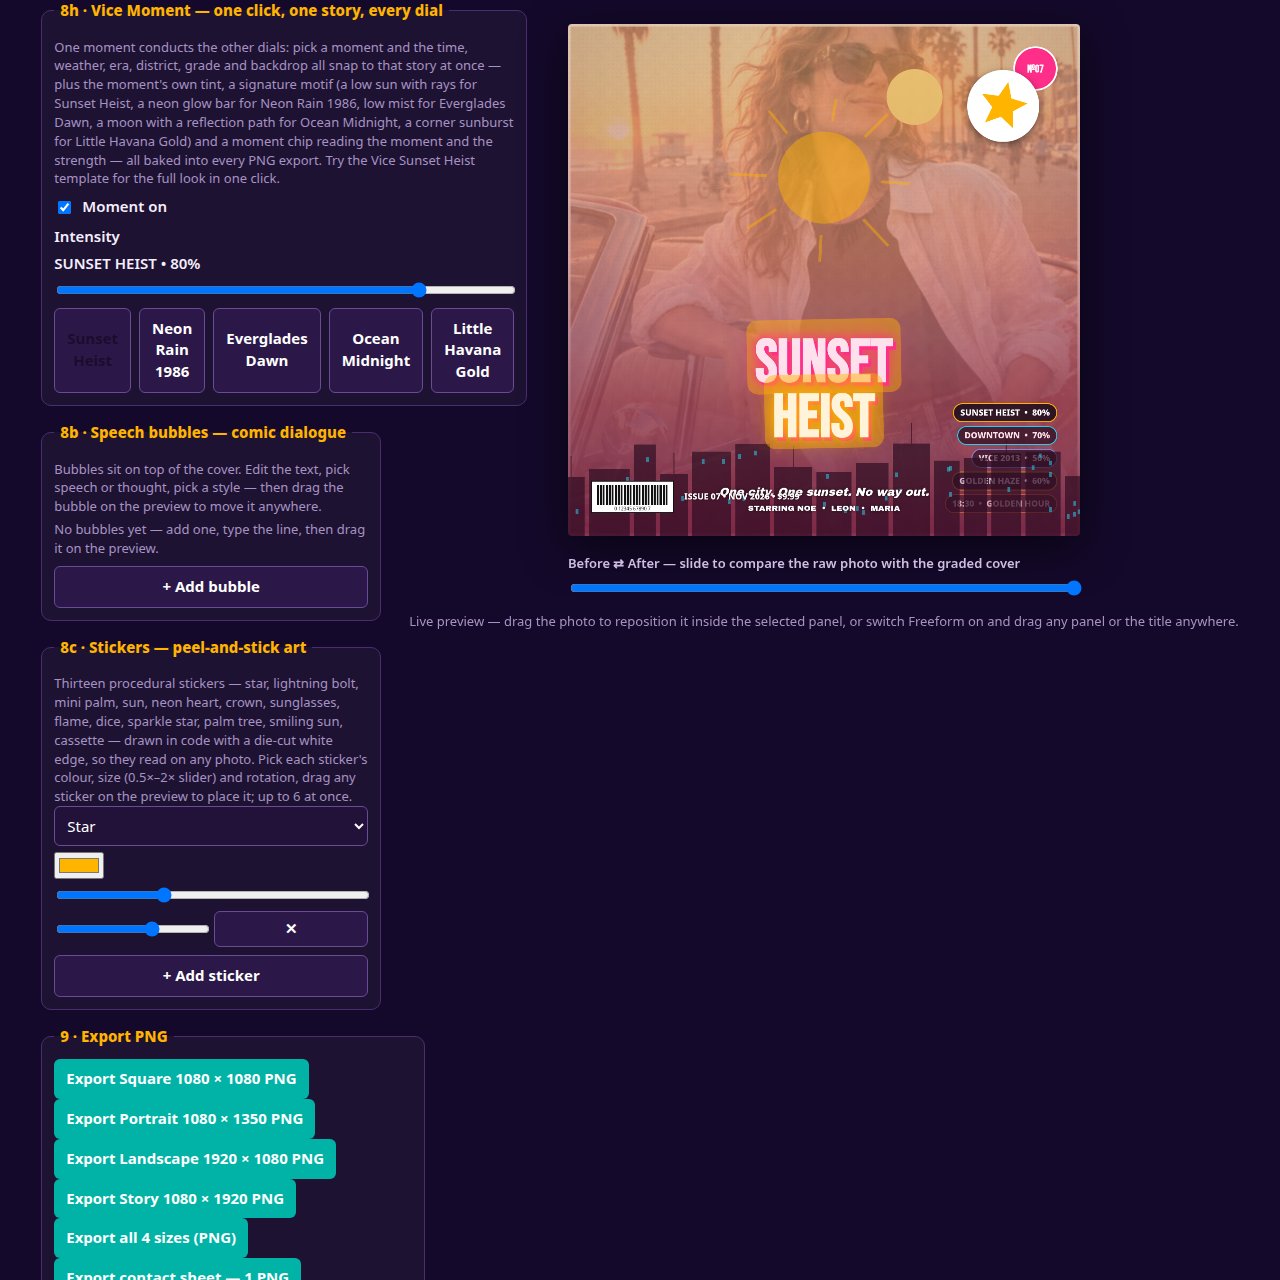 8h · Vice Moment — one click, one story, every dial
One moment conducts the other dials: pick a moment and the time,
weather, era, district, grade and backdrop all snap to that story at once —
plus the moment's own tint, a signature motif (a low sun with rays for
Sunset Heist, a neon glow bar for Neon Rain 1986, low mist for Everglades
Dawn, a moon with a reflection path for Ocean Midnight, a corner sunburst
for Little Havana Gold) and a moment chip reading the moment and the
strength — all baked into every PNG export. Try the Vice Sunset Heist
template for the full look in one click.
Moment on
Intensity
SUNSET HEIST • 80%
Sunset
Heist
Neon
Rain
1986
Everglades
Dawn
Ocean
Midnight
Little
Havana
Gold
8b · Speech bubbles — comic dialogue
Bubbles sit on top of the cover. Edit the text, pick
speech or thought, pick a style — then drag the
bubble on the preview to move it anywhere.
No bubbles yet — add one, type the line, then drag
it on the preview.
+ Add bubble
8c · Stickers — peel-and-stick art
Thirteen procedural stickers — star, lightning bolt,
mini palm, sun, neon heart, crown, sunglasses,
flame, dice, sparkle star, palm tree, smiling sun,
cassette — drawn in code with a die-cut white
edge, so they read on any photo. Pick each sticker's
colour, size (0.5×–2× slider) and rotation, drag any
sticker on the preview to place it; up to 6 at once.
Star
✕
+ Add sticker
9 · Export PNG
Export Square 1080 × 1080 PNG
Export Portrait 1080 × 1350 PNG
Export Landscape 1920 × 1080 PNG
Export Story 1080 × 1920 PNG
Export all 4 sizes (PNG)
Export contact sheet — 1 PNG
№07
SUNSET
HEIST
SUNSET HEIST • 80%
DOWNTOWN • 70%
VICE 2013 • 50%
GOLDEN HAZE • 60%
18:30 • GOLDEN HOUR
ISSUE 07 • NOV 2026 •
One city. One sunset. No way out.
STARRING NOE • LEON • MARIA
Before ⇄ After — slide to compare the raw photo with the graded cover
Live preview — drag the photo to reposition it inside the selected panel, or switch Freeform on and drag any panel or the title anywhere.